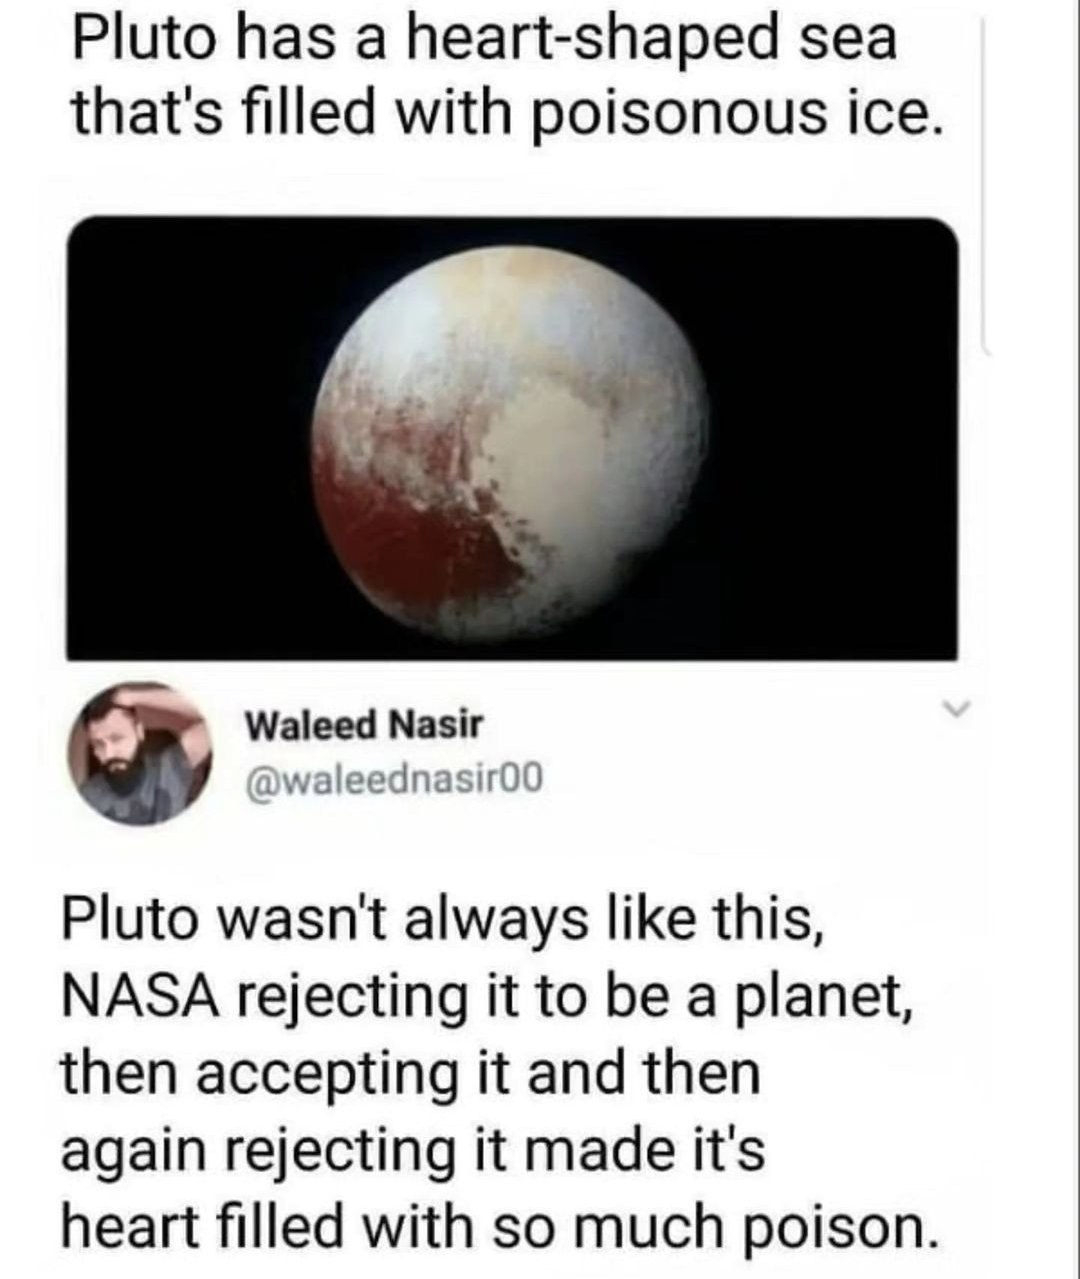 Pluto has a heart-shaped sea
that's filled with poisonous ice.
Waleed Nasir
@waleednasir00
Pluto wasn't always like this,
NASA rejecting it to be a planet,
then accepting it and then
again rejecting it made it's
heart filled with so much poison.